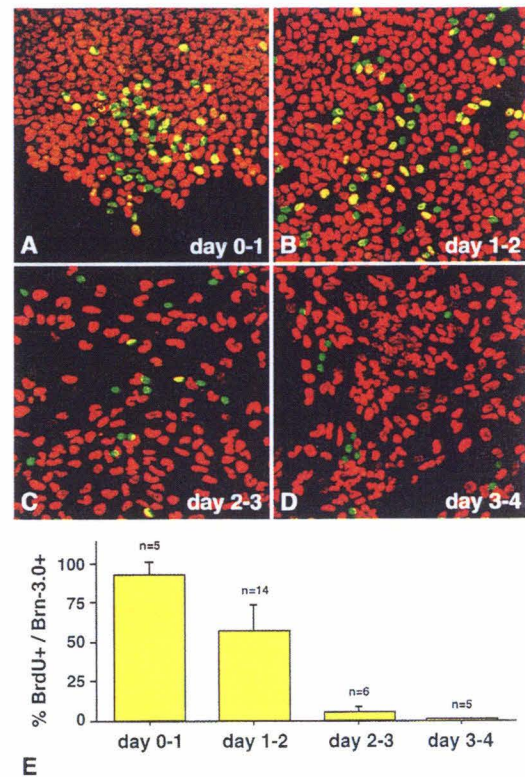 A
day 0-1
B
day 1-2
C
day 2-3
D
day 3-4
% BrdU+ / Brn-3.0+
100
75
50
25
0
n=5
n=14
n=6
n=5
day 0-1
day 1-2
day 2-3
day 3-4
E